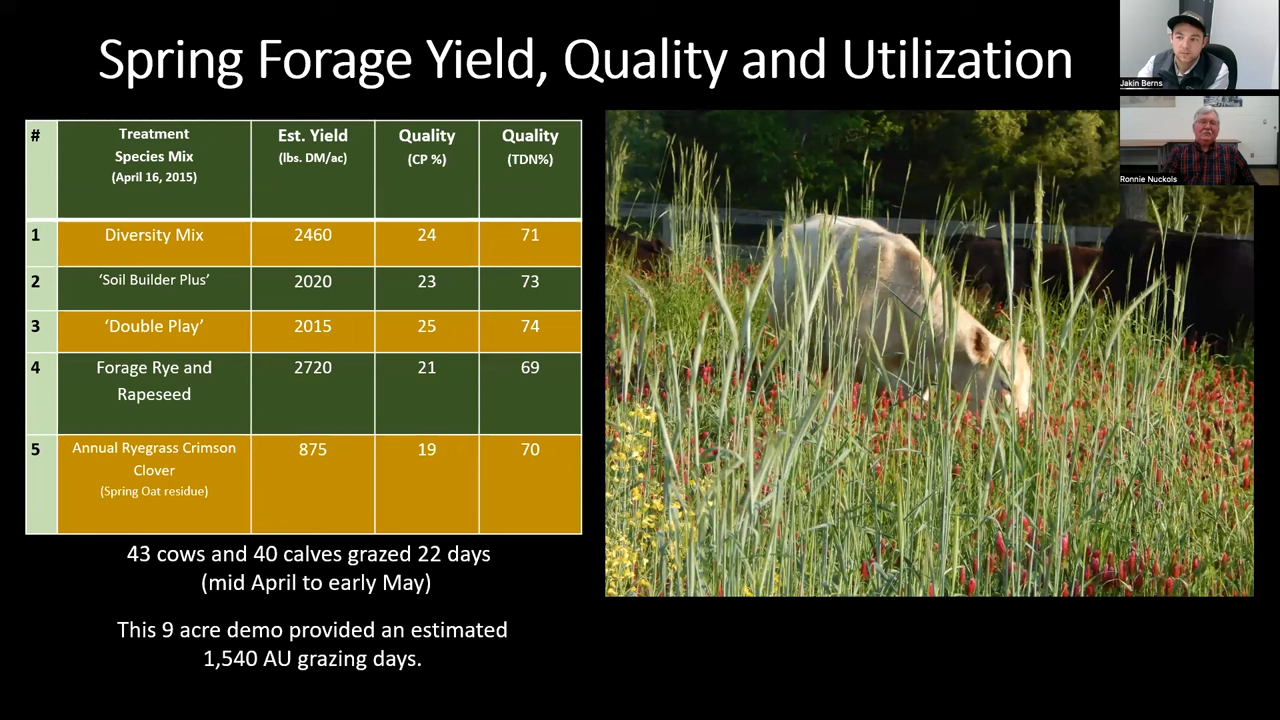 Spring Forage Yield, Quality and Utilization
Jakin Berns
Ronnie Nuckols
# Treatment Species Mix (April 16, 2015) Est. Yield (lbs. DM/ac) Quality (CP %) Quality (TDN%)
1 Diversity Mix 2460 24 71
2 ‘Soil Builder Plus’ 2020 23 73
3 ‘Double Play’ 2015 25 74
4 Forage Rye and Rapeseed 2720 21 69
5 Annual Ryegrass Crimson Clover (Spring Oat residue) 875 19 70
43 cows and 40 calves grazed 22 days
(mid April to early May)
This 9 acre demo provided an estimated
1,540 AU grazing days.